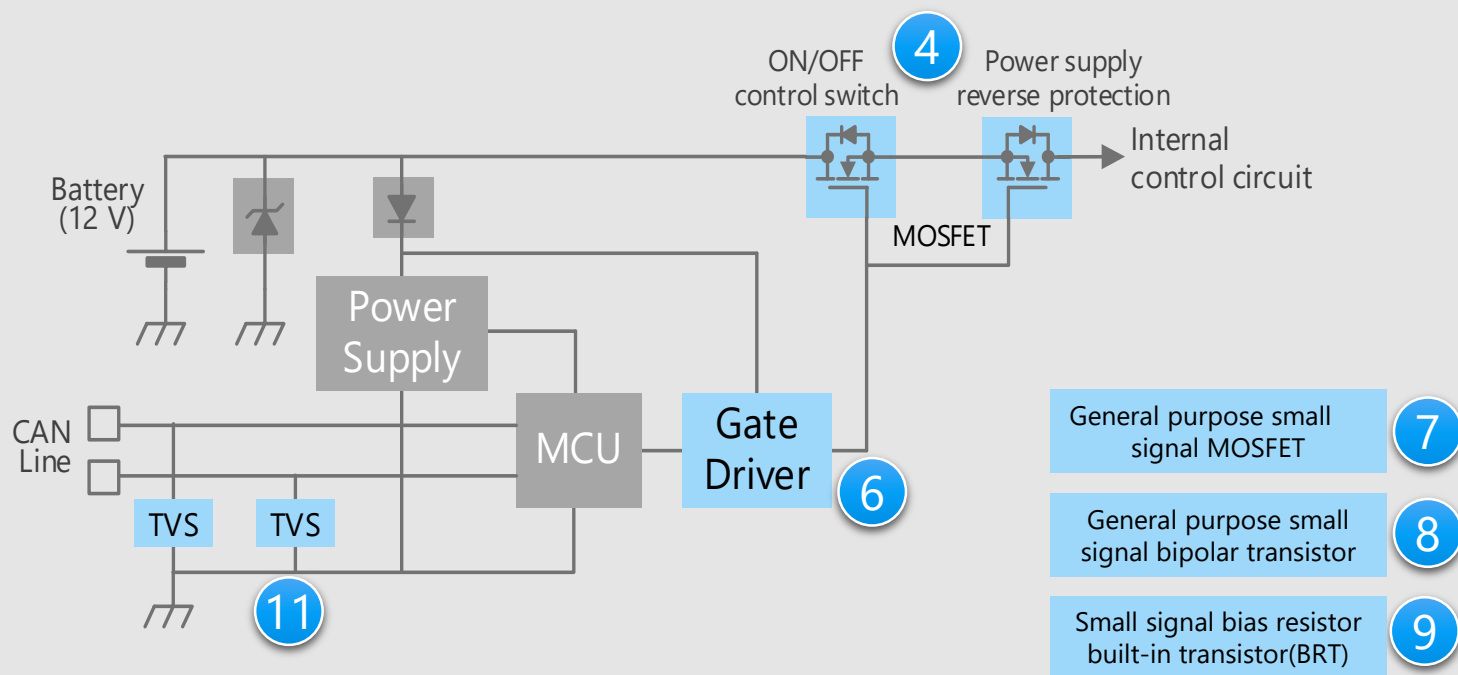 4
ON/OFF
control switch
Power supply
reverse protection
Internal
control circuit
Battery
(12 V)
MOSFET
Power
Supply
CAN
Line
MCU
Gate
Driver
6
TVS
TVS
11
General purpose small
signal MOSFET
7
General purpose small
signal bipolar transistor
8
Small signal bias resistor
built-in transistor(BRT)
9